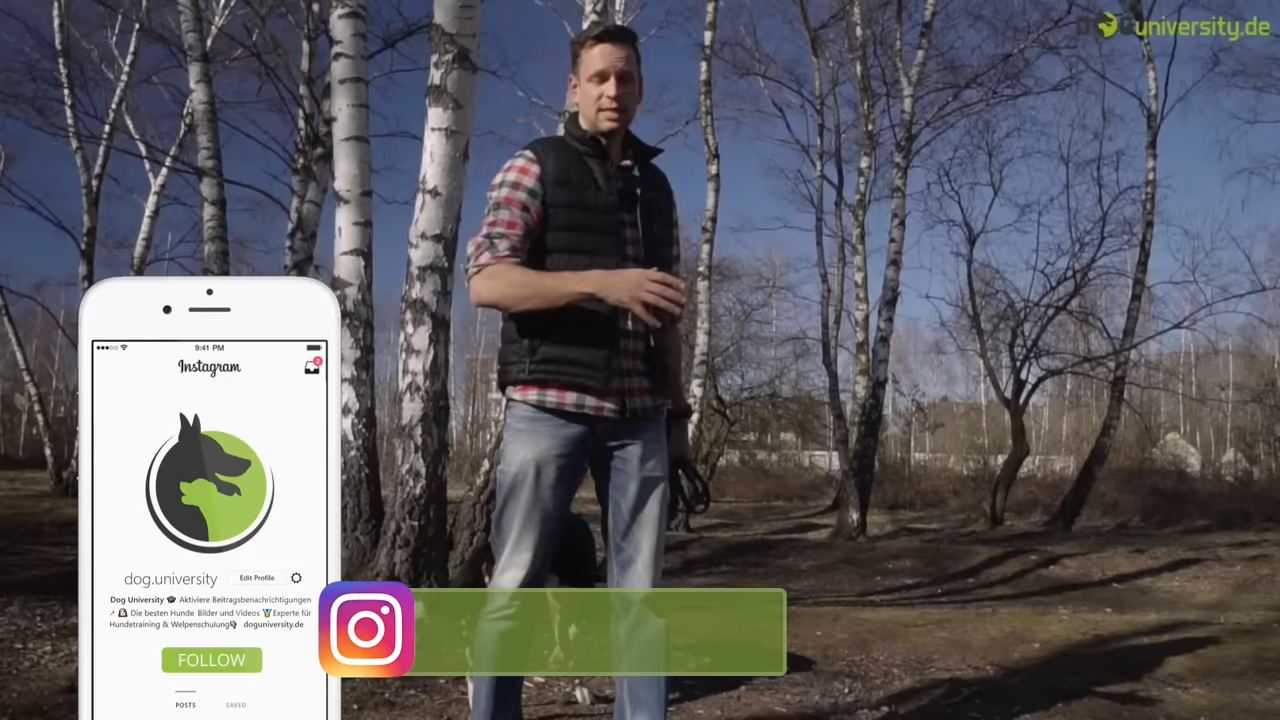 DOGuniversity.de
9:41 PM
Instagram
2
dog.university
Edit Profile
Dog University 🎓 Aktiviere Beitragsbenachrichtigungen
Die besten Hunde Bilder und Videos 🏅Experte für
Hundetraining & Welpenschulung🐕 doguniversity.de
FOLLOW
POSTS SAVED